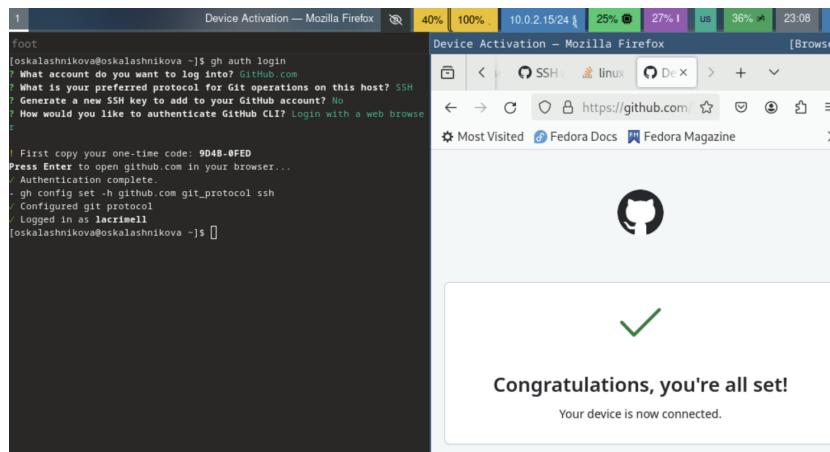 1
Device Activation — Mozilla Firefox
40%
100%
10.0.2.15/24
25%
27%
us
36%
23:08
foot
[oskalashnikova@oskalashnikova ~]$ gh auth login
? What account do you want to log into? GitHub.com
? What is your preferred protocol for Git operations on this host? SSH
? Generate a new SSH key to add to your GitHub account? No
? How would you like to authenticate GitHub CLI? Login with a web browse
r
! First copy your one-time code: 9D4B-0FED
Press Enter to open github.com in your browser...
✓ Authentication complete.
- gh config set -h github.com git_protocol ssh
✓ Configured git protocol
✓ Logged in as lacrimell
[oskalashnikova@oskalashnikova ~]$
Device Activation — Mozilla Firefox
[Browse
SSH
linux
De
https://github.com/
Most Visited
Fedora Docs
Fedora Magazine
Congratulations, you're all set!
Your device is now connected.